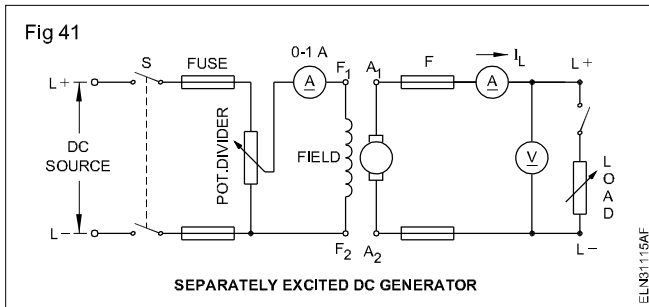 Fig 41
S
FUSE
0-1 A
A
F1
A1
F
A
IL
L+
L+
DC
SOURCE
POT.DIVIDER
FIELD
V
LOAD
L-
F2
A2
L-
SEPARATELY EXCITED DC GENERATOR
ELN31115AF